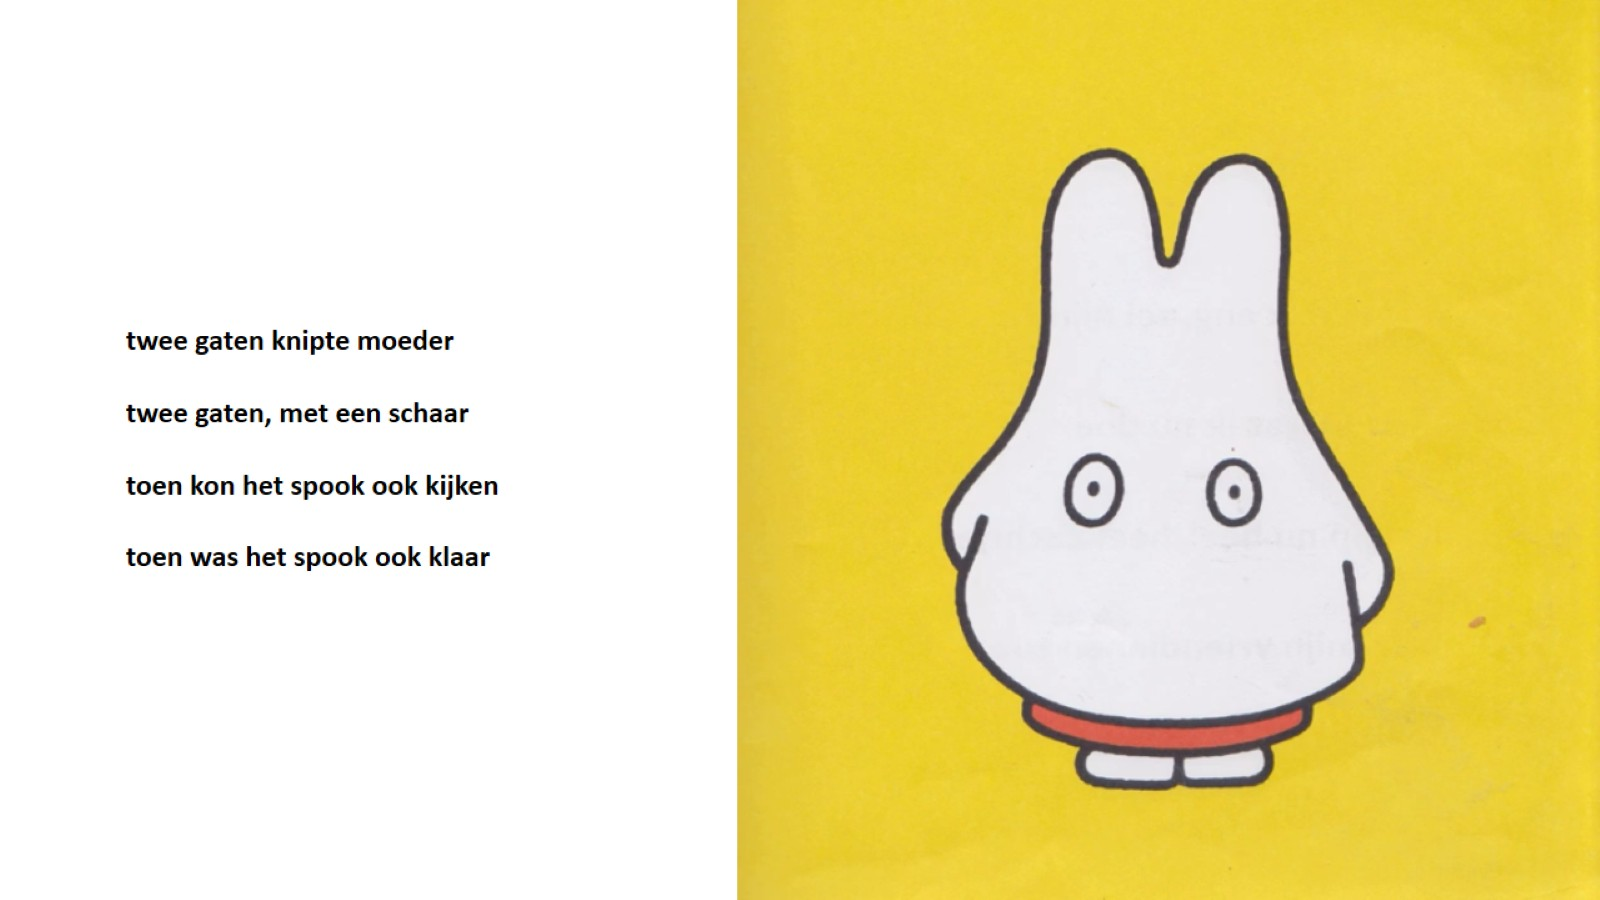 twee gaten knipte moeder
twee gaten, met een schaar
toen kon het spook ook kijken
toen was het spook ook klaar